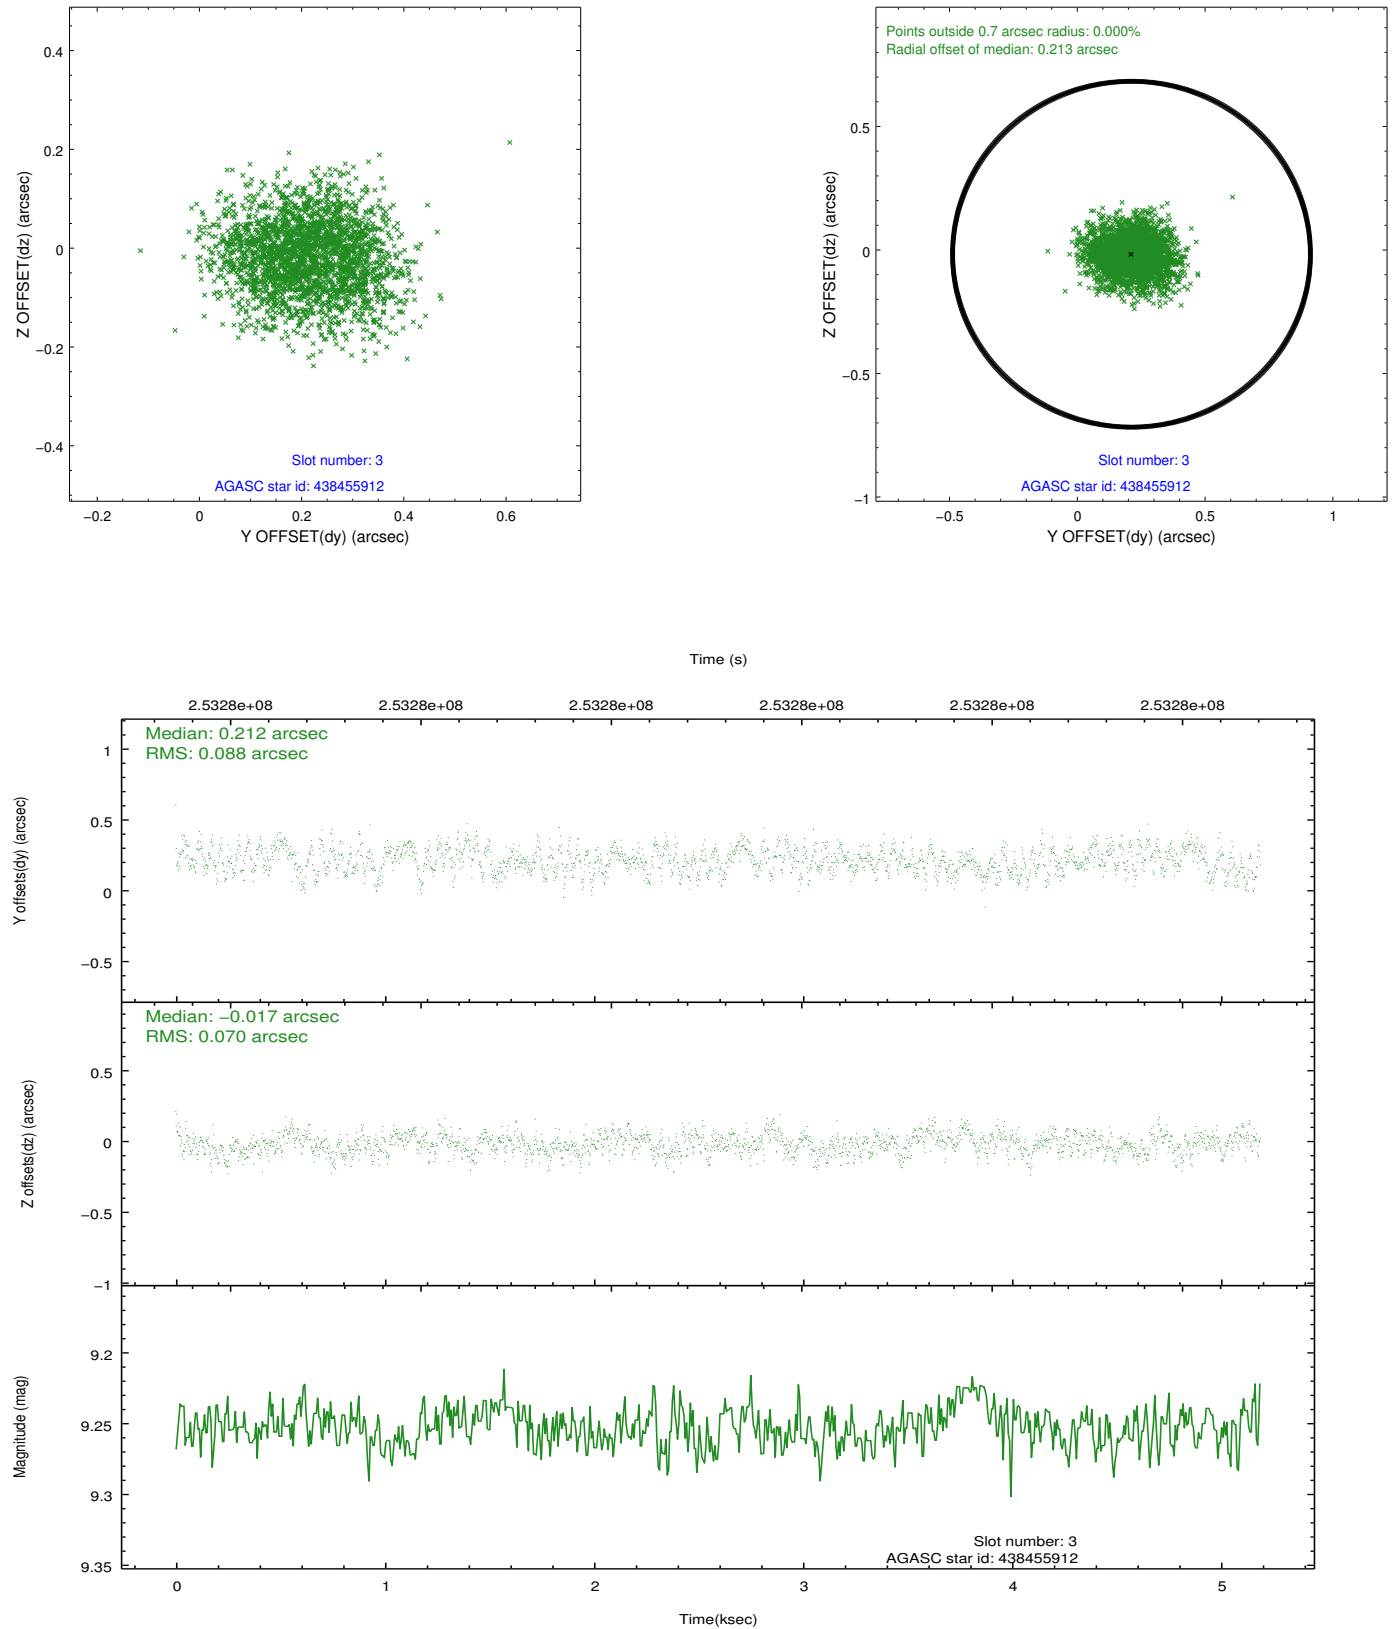 0.4
0.2
0
−0.2
−0.4
Z OFFSET(dz) (arcsec)
Slot number: 3
AGASC star id: 438455912
−0.2 0 0.2 0.4 0.6
Y OFFSET(dy) (arcsec)
Points outside 0.7 arcsec radius: 0.000%
Radial offset of median: 0.213 arcsec
0.5
0
−0.5
−1
Z OFFSET(dz) (arcsec)
Slot number: 3
AGASC star id: 438455912
−0.5 0 0.5 1
Y OFFSET(dy) (arcsec)
Time (s)
2.5328e+08 2.5328e+08 2.5328e+08 2.5328e+08 2.5328e+08 2.5328e+08
Median: 0.212 arcsec
RMS: 0.088 arcsec
1
0.5
0
−0.5
Y offsets(dy) (arcsec)
Median: −0.017 arcsec
RMS: 0.070 arcsec
0.5
0
−0.5
−1
Z offsets(dz) (arcsec)
9.2
9.25
9.3
9.35
Magnitude (mag)
Slot number: 3
AGASC star id: 438455912
0 1 2 3 4 5
Time(ksec)